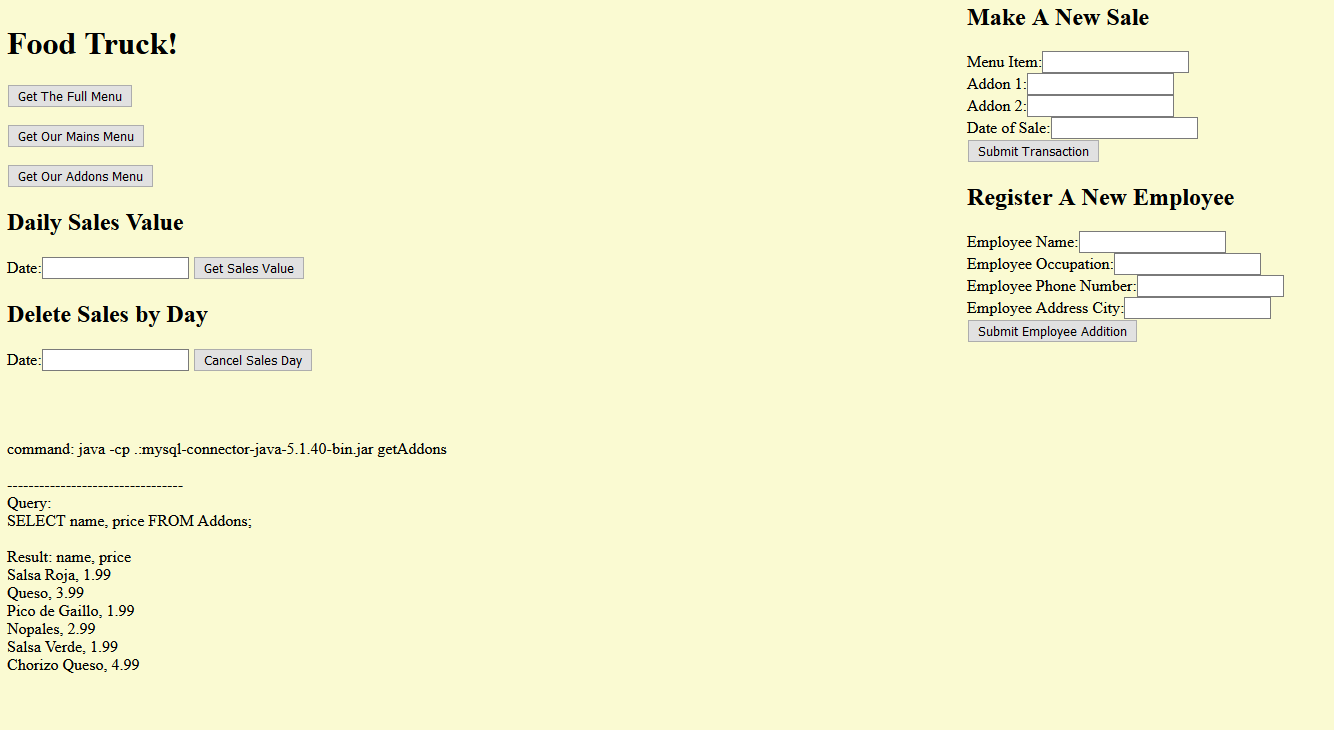 Food Truck!
Get The Full Menu
Get Our Mains Menu
Get Our Addons Menu
Daily Sales Value
Date: Get Sales Value
Delete Sales by Day
Date: Cancel Sales Day
command: java -cp .:mysql-connector-java-5.1.40-bin.jar getAddons
---------------------------------
Query:
SELECT name, price FROM Addons;
Result: name, price
Salsa Roja, 1.99
Queso, 3.99
Pico de Gaillo, 1.99
Nopales, 2.99
Salsa Verde, 1.99
Chorizo Queso, 4.99
Make A New Sale
Menu Item:
Addon 1:
Addon 2:
Date of Sale:
Submit Transaction
Register A New Employee
Employee Name:
Employee Occupation:
Employee Phone Number:
Employee Address City:
Submit Employee Addition